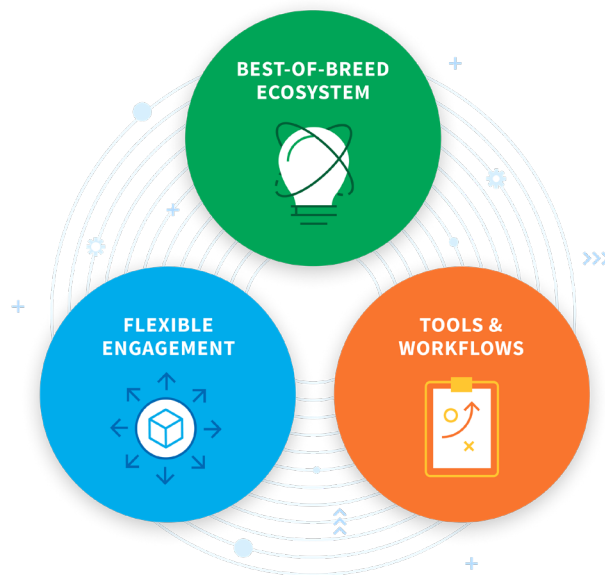 BEST-OF-BREED
ECOSYSTEM
FLEXIBLE
ENGAGEMENT
TOOLS &
WORKFLOWS